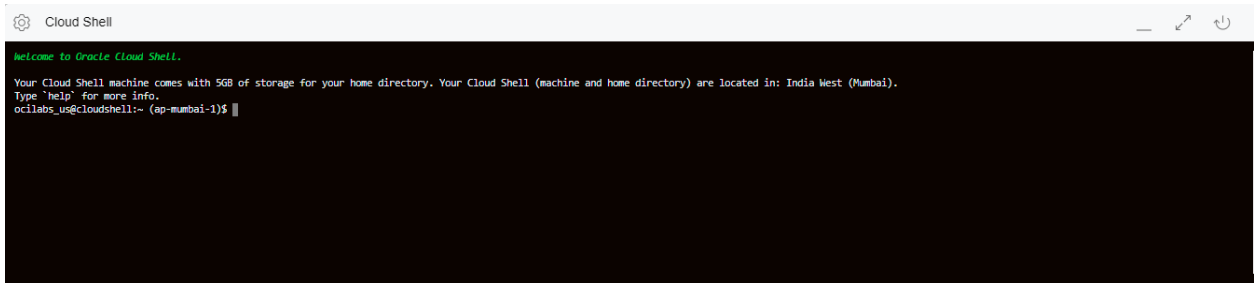 Cloud Shell
Welcome to Oracle Cloud Shell.
Your Cloud Shell machine comes with 5GB of storage for your home directory. Your Cloud Shell (machine and home directory) are located in: India West (Mumbai).
Type `help` for more info.
ocilabs_us@cloudshell:~ (ap-mumbai-1)$